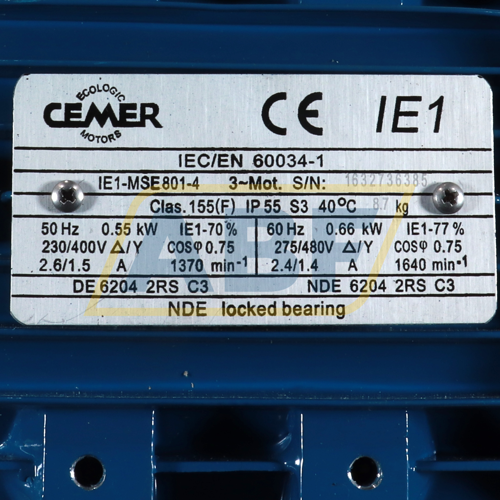 ECOLOGIC
CEMER
MOTORS
CE IE1
IEC/EN 60034-1
IE1-MSE801-4 3~Mot. S/N: 1632736385
Clas.155(F) IP55 S3 40°C 8.7 kg
50 Hz 0.55 kW IE1-70% 60 Hz 0.66 kW IE1-77%
230/400V △/Y COSφ 0.75 275/480V △/Y COSφ 0.75
2.6/1.5 A 1370 min⁻¹ 2.4/1.4 A 1640 min⁻¹
DE 6204 2RS C3 NDE 6204 2RS C3
NDE locked bearing
ABF